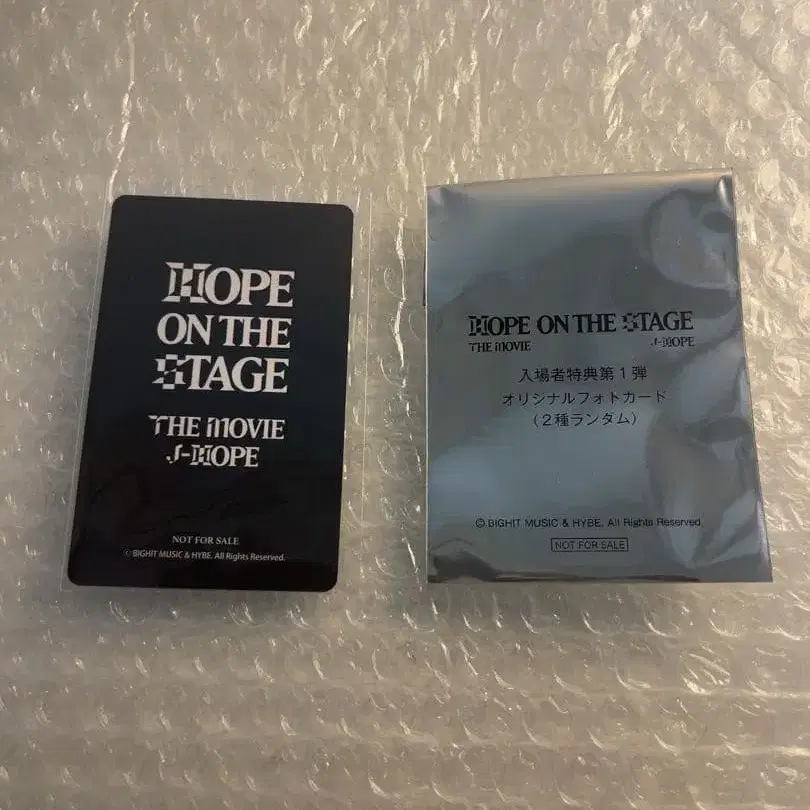 HOPE
ON THE
STAGE
THE MOVIE
J-HOPE
NOT FOR SALE
©BIGHIT MUSIC & HYBE. All Rights Reserved.
HOPE ON THE STAGE
THE MOVIE J-HOPE
入場者特典第1弾
オリジナルフォトカード
(2種ランダム)
© BIGHIT MUSIC & HYBE. All Rights Reserved.
NOT FOR SALE